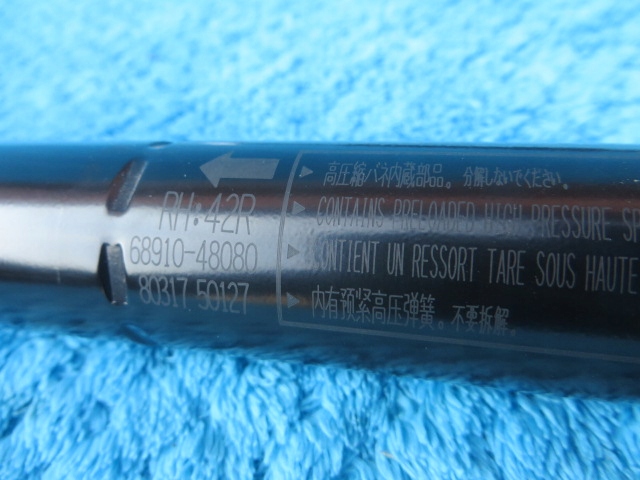 RH:42R
68910-48080
80317 50127
高圧縮バネ内蔵部品。分解しないでください。
CONTAINS PRELOADED HIGH PRESSURE SP
CONTIENT UN RESSORT TARE SOUS HAUTE
内有预紧高压弹簧。不要拆解。